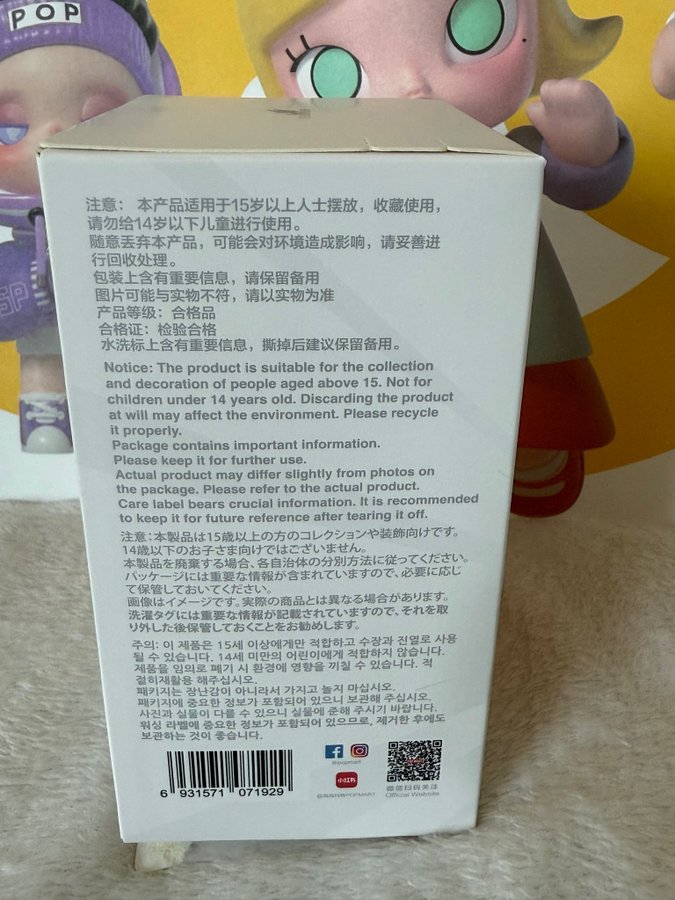 POP
SP
注意： 本产品适用于15岁以上人士摆放，收藏使用，
请勿给14岁以下儿童进行使用。
随意丢弃本产品，可能会对环境造成影响，请妥善进
行回收处理。
包装上含有重要信息，请保留备用
图片可能与实物不符，请以实物为准
产品等级：合格品
合格证：检验合格
水洗标上含有重要信息，撕掉后建议保留备用。
Notice: The product is suitable for the collection
and decoration of people aged above 15. Not for
children under 14 years old. Discarding the product
at will may affect the environment. Please recycle
it properly.
Package contains important information.
Please keep it for further use.
Actual product may differ slightly from photos on
the package. Please refer to the actual product.
Care label bears crucial information. It is recommended
to keep it for future reference after tearing it off.
注意：本製品は15歳以上の方のコレクションや装飾向けです。
14歳以下のお子さま向けではございません。
本製品を廃棄する場合、各自治体の分別方法に従ってください。
パッケージには重要な情報が含まれていますので、必要に応じ
て保管しておいてください。
画像はイメージです。実際の商品とは異なる場合があります。
洗濯タグには重要な情報が記載されていますので、それを取
り外した後保管しておくことをお勧めします。
주의: 이 제품은 15세 이상에게만 적합하고 수장과 진열로 사용
될 수 있습니다. 14세 미만의 어린이에게 적합하지 않습니다.
제품을 임의로 폐기 시 환경에 영향을 끼칠 수 있습니다. 적
절히재활용 해주십시오.
패키지는 장난감이 아니라서 가지고 놀지 마십시오.
패키지에 중요한 정보가 포함되어 있으니 보관해 주십시오.
사진과 실물이 다를 수 있으니 실물에 준해 주시기 바랍니다.
워싱 라벨에 중요한 정보가 포함되어 있으므로, 제거한 후에도
보관하는 것이 좋습니다.
6 931571 071929
@popmart
小红书
@泡泡玛特POPMART
微信扫码关注
Official Website